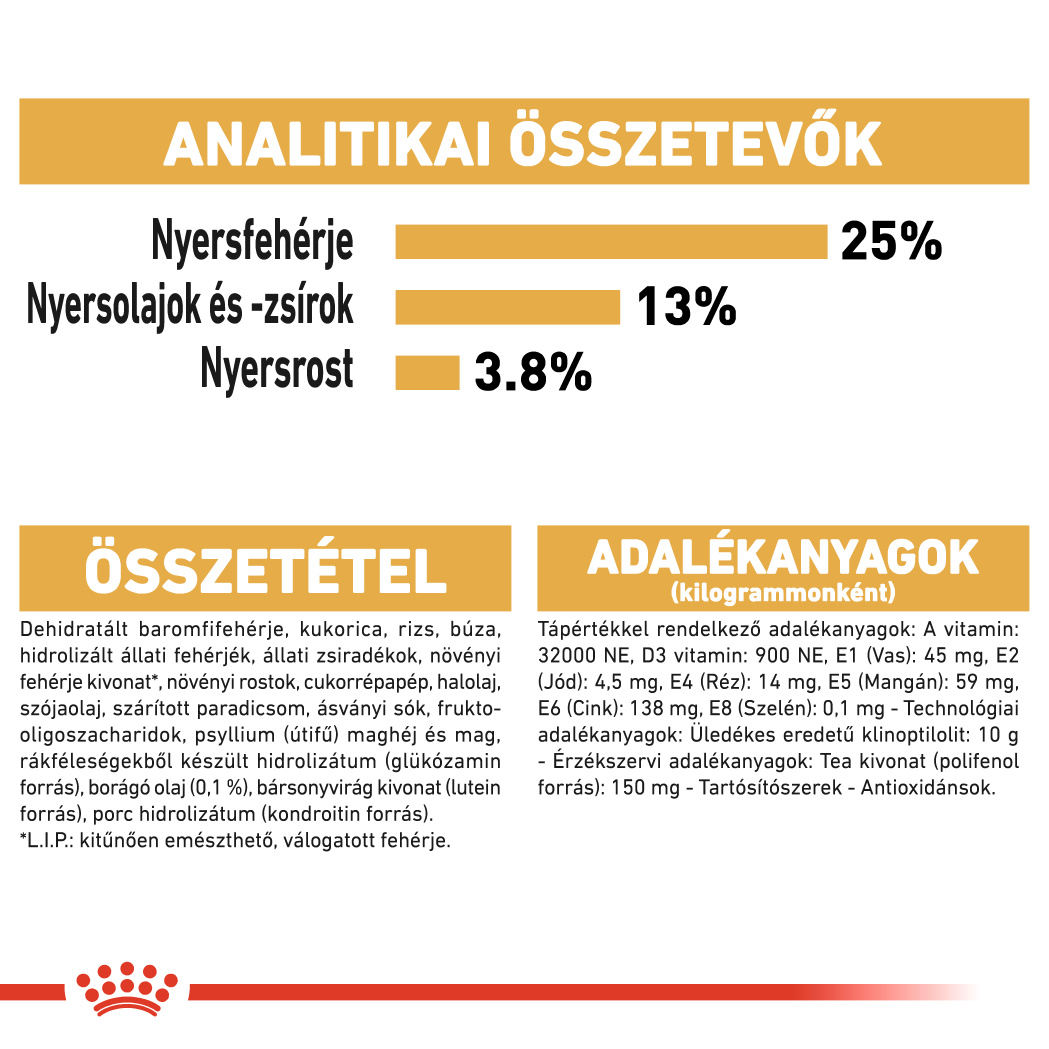 ANALITIKAI ÖSSZETEVŐK
Nyersfehérje 25%
Nyersolajok és -zsírok 13%
Nyersrost 3.8%
ÖSSZETÉTEL
Dehidratált baromfifehérje, kukorica, rizs, búza,
hidrolizált állati fehérjék, állati zsiradékok, növényi
fehérje kivonat*, növényi rostok, cukorrépapép, halolaj,
szójaolaj, szárított paradicsom, ásványi sók, frukto-
oligoszacharidok, psyllium (útifű) maghéj és mag,
rákféleségekből készült hidrolizátum (glükózamin
forrás), borágó olaj (0,1 %), bársonyvirág kivonat (lutein
forrás), porc hidrolizátum (kondroitin forrás).
*L.I.P.: kitűnően emészthető, válogatott fehérje.
ADALÉKANYAGOK
(kilogrammonként)
Tápértékkel rendelkező adalékanyagok: A vitamin:
32000 NE, D3 vitamin: 900 NE, E1 (Vas): 45 mg, E2
(Jód): 4,5 mg, E4 (Réz): 14 mg, E5 (Mangán): 59 mg,
E6 (Cink): 138 mg, E8 (Szelén): 0,1 mg - Technológiai
adalékanyagok: Üledékes eredetű klinoptilolit: 10 g
- Érzékszervi adalékanyagok: Tea kivonat (polifenol
forrás): 150 mg - Tartósítószerek - Antioxidánsok.